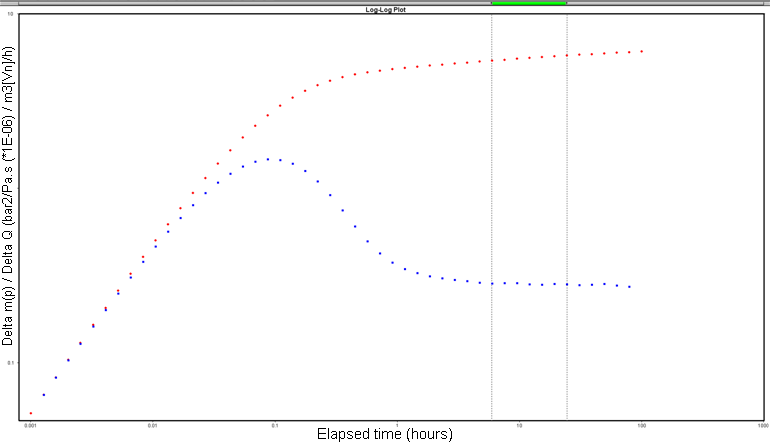 Log-Log Plot
10
Delta m(p) / Delta Q (bar2/Pa.s (*1E-06) / m3[Vn]/h)
0.1
0.001 0.01 0.1 1 10 100 1000
Elapsed time (hours)